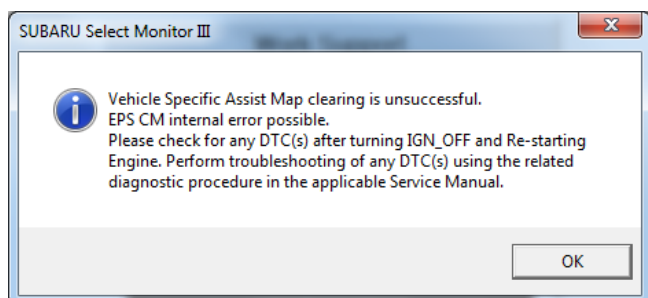 SUBARU Select Monitor III
Work Support
Vehicle Specific Assist Map clearing is unsuccessful.
EPS CM internal error possible.
Please check for any DTC(s) after turning IGN_OFF and Re-starting
Engine. Perform troubleshooting of any DTC(s) using the related
diagnostic procedure in the applicable Service Manual.
OK